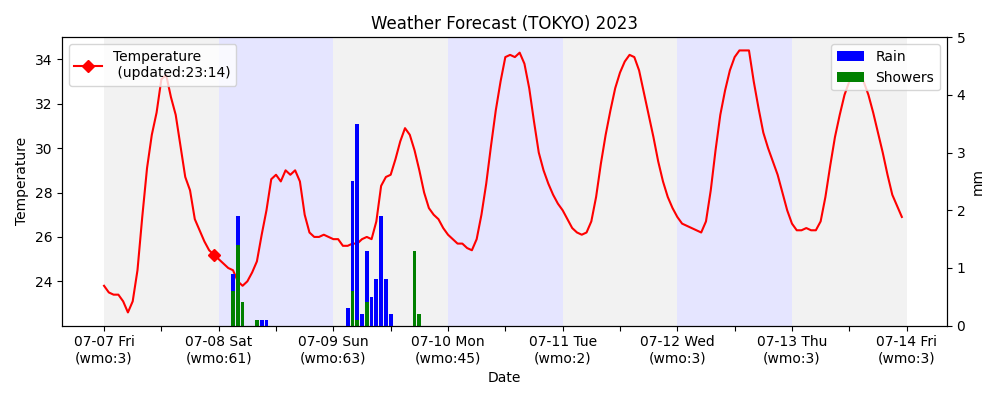 Weather Forecast (TOKYO) 2023
Temperature
(updated:23:14)
Rain
Showers
34
32
30
28
26
24
Temperature
5
4
3
2
1
0
mm
07-07 Fri
(wmo:3)
07-08 Sat
(wmo:61)
07-09 Sun
(wmo:63)
07-10 Mon
(wmo:45)
07-11 Tue
(wmo:2)
07-12 Wed
(wmo:3)
07-13 Thu
(wmo:3)
07-14 Fri
(wmo:3)
Date